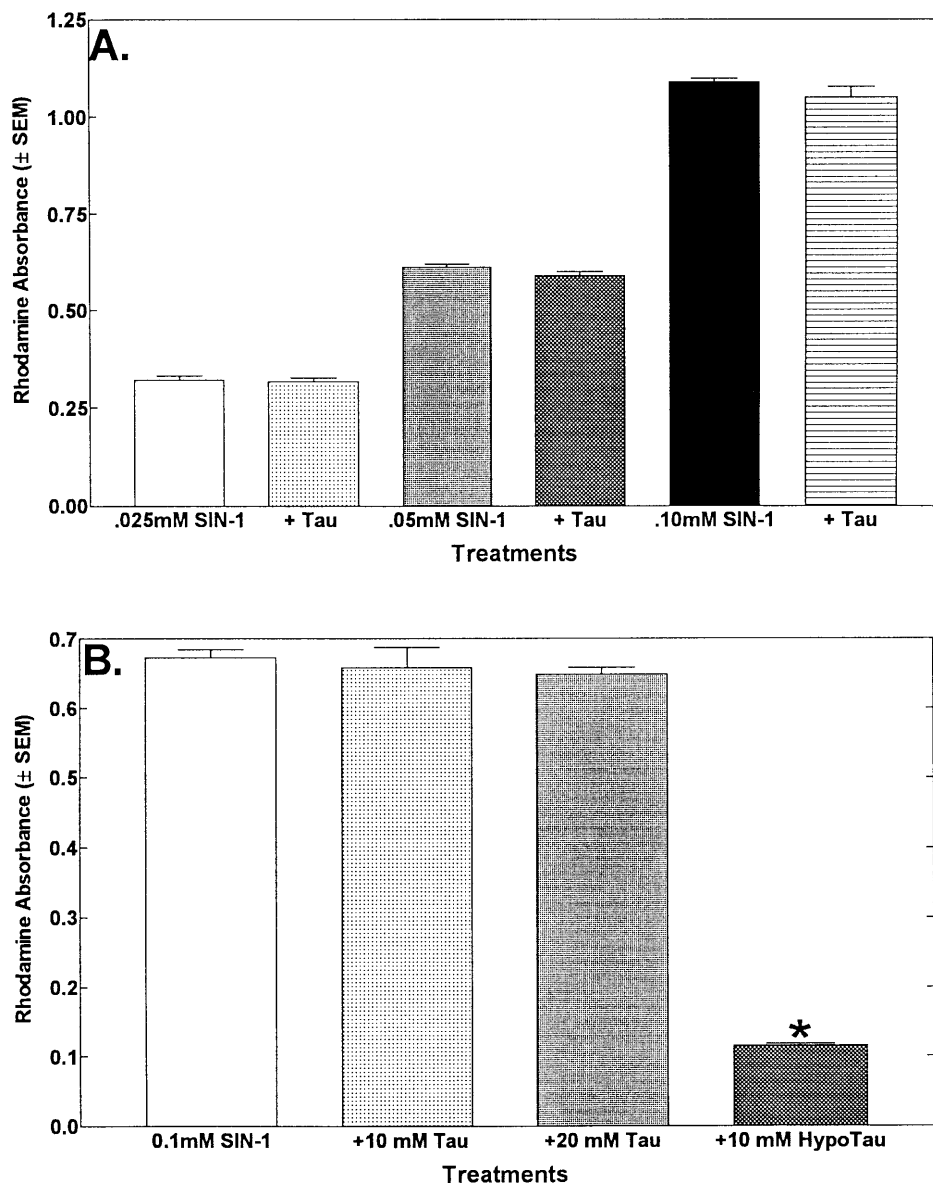 A.
Rhodamine Absorbance (± SEM)
1.25
1.00
0.75
0.50
0.25
0.00
.025mM SIN-1 + Tau .05mM SIN-1 + Tau .10mM SIN-1 + Tau
Treatments
B.
Rhodamine Absorbance (± SEM)
0.7
0.6
0.5
0.4
0.3
0.2
0.1
0.0
*
0.1mM SIN-1 +10 mM Tau +20 mM Tau +10 mM HypoTau
Treatments